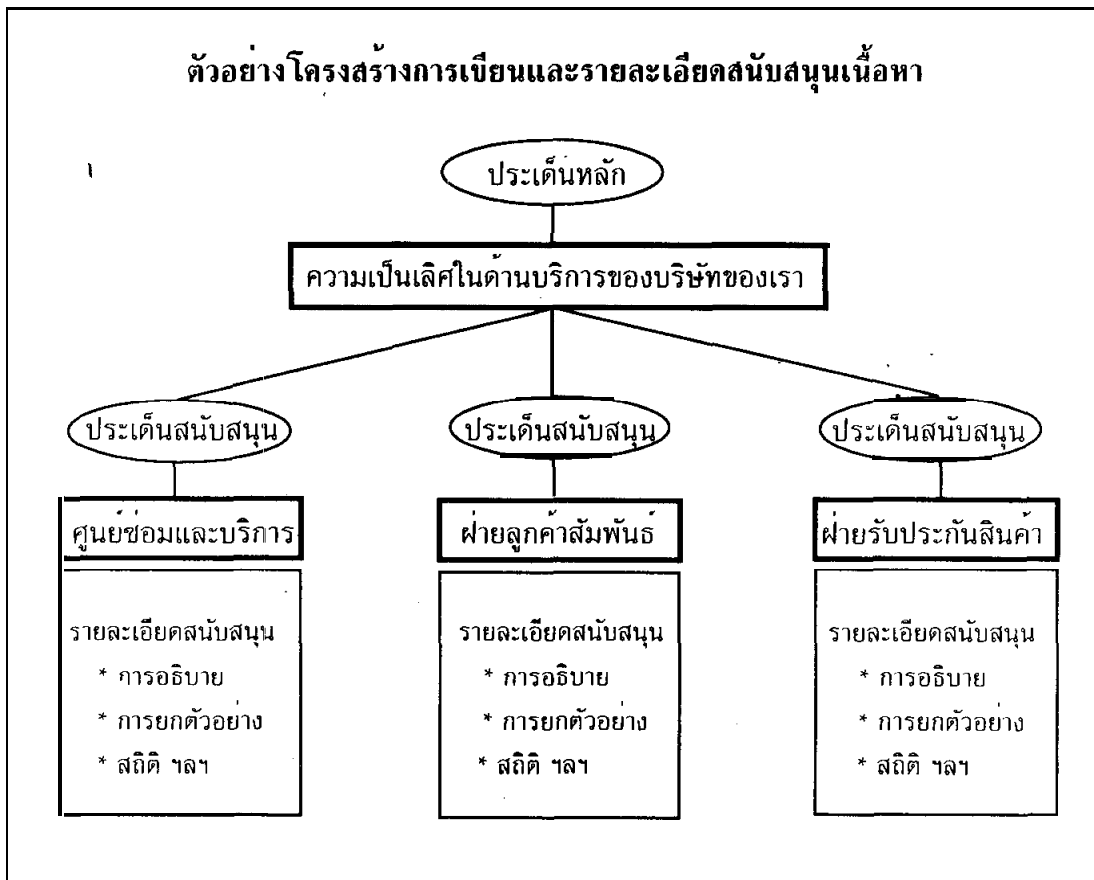 ตัวอย่างโครงสร้างการเขียนและรายละเอียดสนับสนุนเนื้อหา
ประเด็นหลัก
ความเป็นเลิศในด้านบริการของบริษัทของเรา
ประเด็นสนับสนุน
ประเด็นสนับสนุน
ประเด็นสนับสนุน
ศูนย์ซ่อมและบริการ
ฝ่ายลูกค้าสัมพันธ์
ฝ่ายรับประกันสินค้า
รายละเอียดสนับสนุน
* การอธิบาย
* การยกตัวอย่าง
* สถิติ ฯลฯ
รายละเอียดสนับสนุน
* การอธิบาย
* การยกตัวอย่าง
* สถิติ ฯลฯ
รายละเอียดสนับสนุน
* การอธิบาย
* การยกตัวอย่าง
* สถิติ ฯลฯ